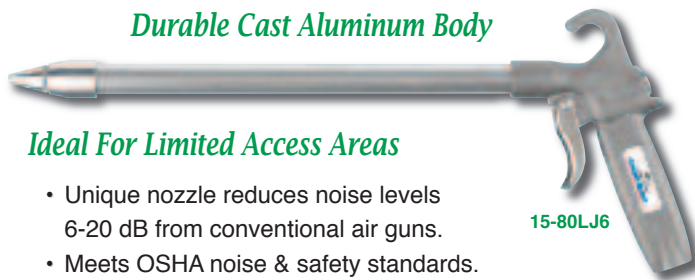 Durable Cast Aluminum Body
Ideal For Limited Access Areas
• Unique nozzle reduces noise levels
6-20 dB from conventional air guns.
15-80LJ6
• Meets OSHA noise & safety standards.